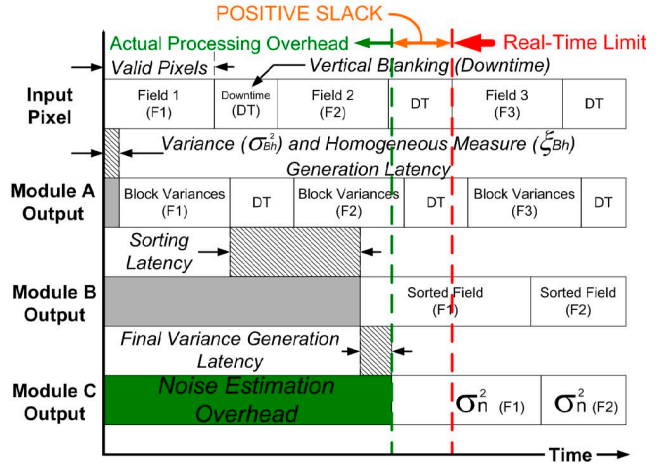 POSITIVE SLACK
Actual Processing Overhead
Real-Time Limit
Valid Pixels
Vertical Blanking (Downtime)
Input
Pixel
Field 1
(F1)
Downtime
(DT)
Field 2
(F2)
DT
Field 3
(F3)
DT
Variance (σ²Bh) and Homogeneous Measure (ξBh)
Generation Latency
Module A
Output
Block Variances
(F1)
DT
Block Variances
(F2)
DT
Block Variances
(F3)
DT
Sorting
Latency
Module B
Output
Sorted Field
(F1)
Sorted Field
(F2)
Final Variance Generation
Latency
Module C
Output
Noise Estimation
Overhead
σ²n (F1)
σ²n (F2)
Time